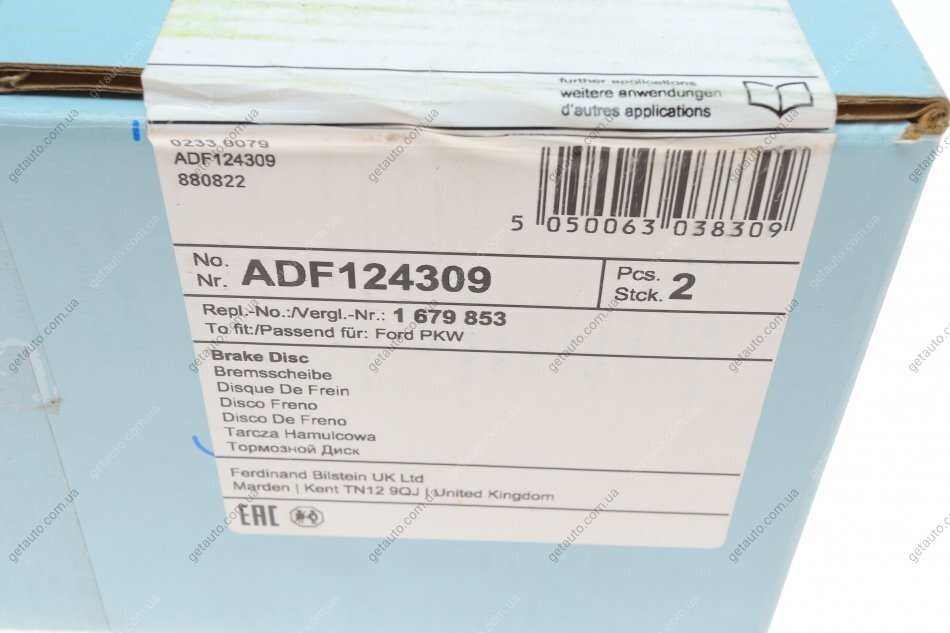 further applications
weitere anwendungen
d'autres applications
0233 0079
ADF124309
880822
5 050063 038309
No.
Nr. ADF124309
Pcs.
Stck. 2
Repl.-No.:/Vergl.-Nr.: 1 679 853
To fit:/Passend für: Ford PKW
Brake Disc
Bremsscheibe
Disque De Frein
Disco Freno
Disco De Freno
Tarcza Hamulcowa
Тормозной Диск
Ferdinand Bilstein UK Ltd
Marden | Kent TN12 9QJ | United Kingdom
EAC
getauto.com.ua